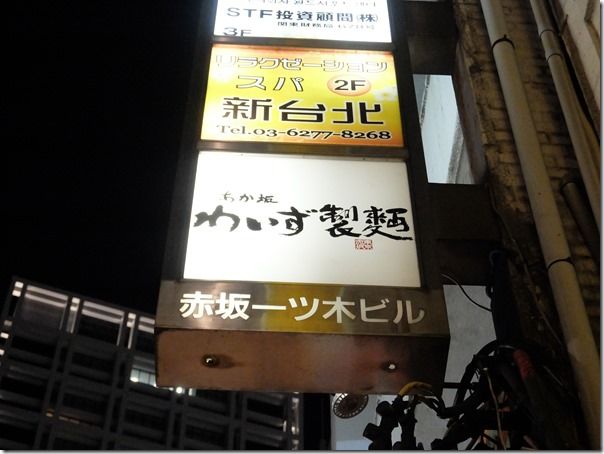 STF投資顧問(株)
3F
リラクゼーション
スパ 2F
新台北
Tel.03-6277-8268
あか坂
わいず製麺
赤坂一ツ木ビル